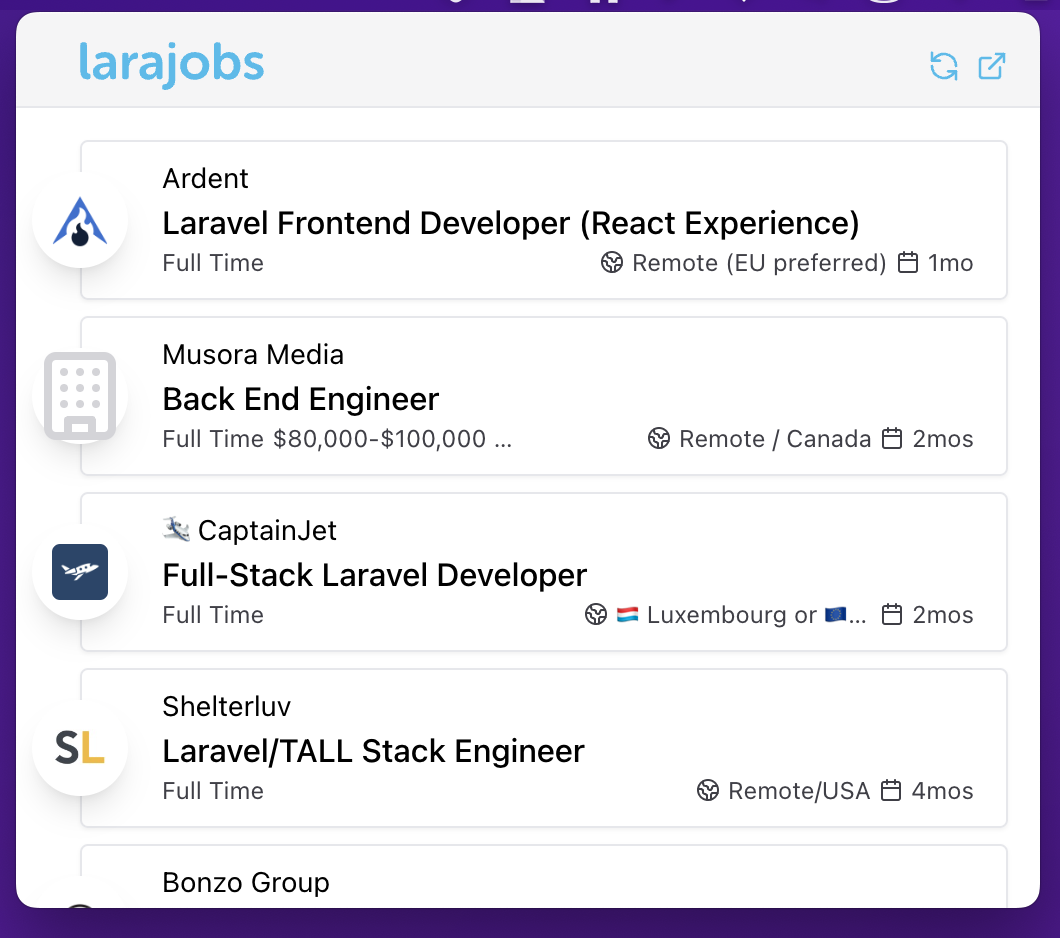 larajobs
Ardent
Laravel Frontend Developer (React Experience)
Full Time Remote (EU preferred) 1mo
Musora Media
Back End Engineer
Full Time $80,000-$100,000 ... Remote / Canada 2mos
🛩️ CaptainJet
Full-Stack Laravel Developer
Full Time 🇱🇺 Luxembourg or 🇪🇺... 2mos
SL
Shelterluv
Laravel/TALL Stack Engineer
Full Time Remote/USA 4mos
Bonzo Group